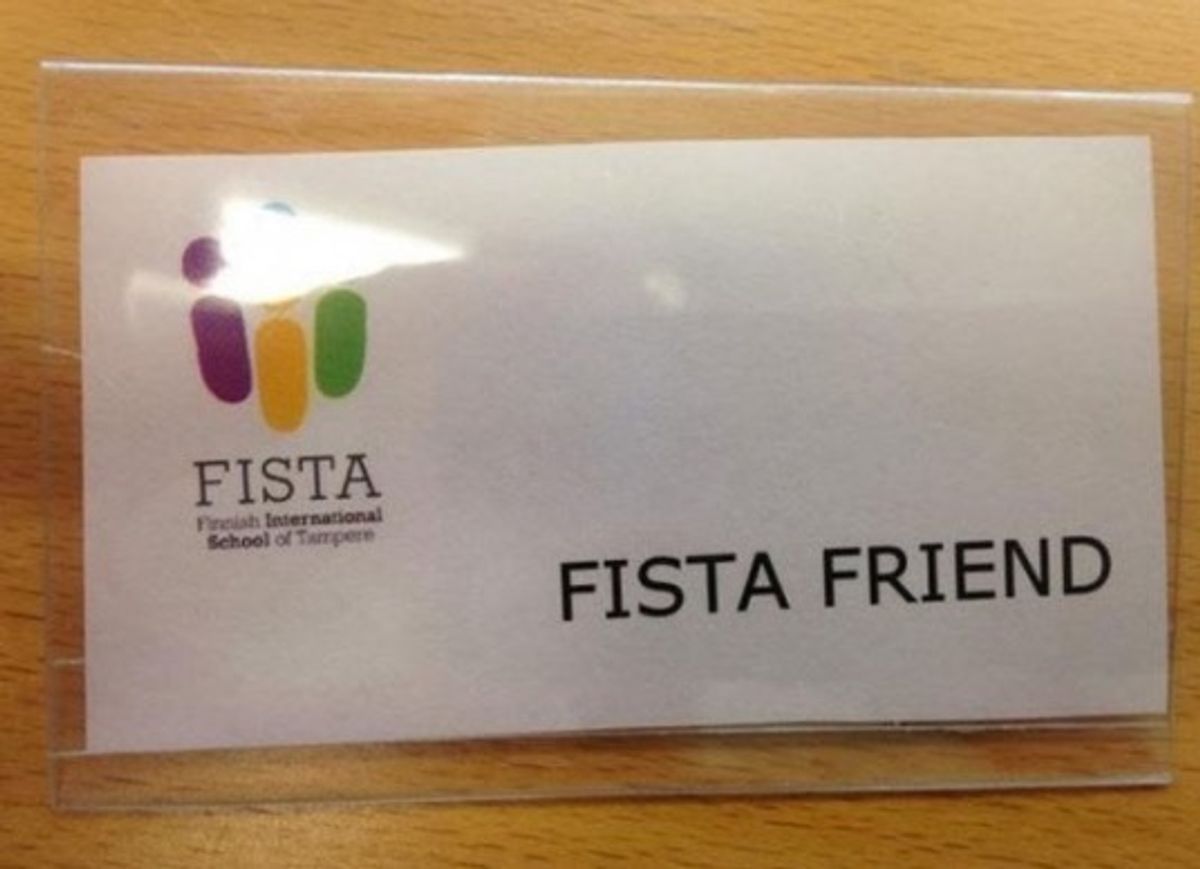 FISTA
Finnish International
School of Tampere
FISTA FRIEND